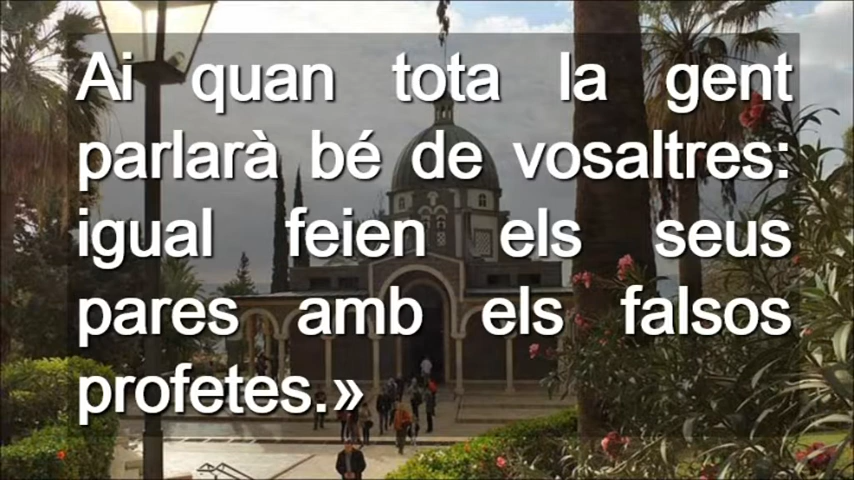 Ai quan tota la gent
parlarà bé de vosaltres:
igual feien els seus
pares amb els falsos
profetes.»